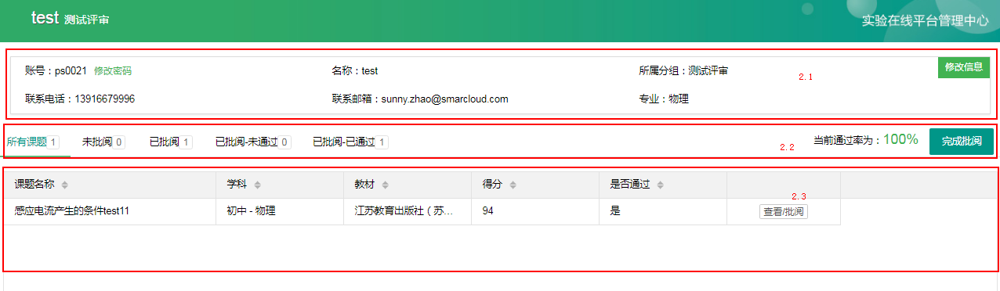 test 测试评审
实验在线平台管理中心
账号：ps0021 修改密码 名称：test 所属分组：测试评审 修改信息
2.1
联系电话：13916679996 联系邮箱：sunny.zhao@smarcloud.com 专业：物理
所有课题 1 未批阅 0 已批阅 1 已批阅-未通过 0 已批阅-已通过 1 当前通过率为：100% 完成批阅
2.2
课题名称 学科 教材 得分 是否通过
2.3
感应电流产生的条件test11 初中 - 物理 江苏教育出版社（苏... 94 是 查看/批阅